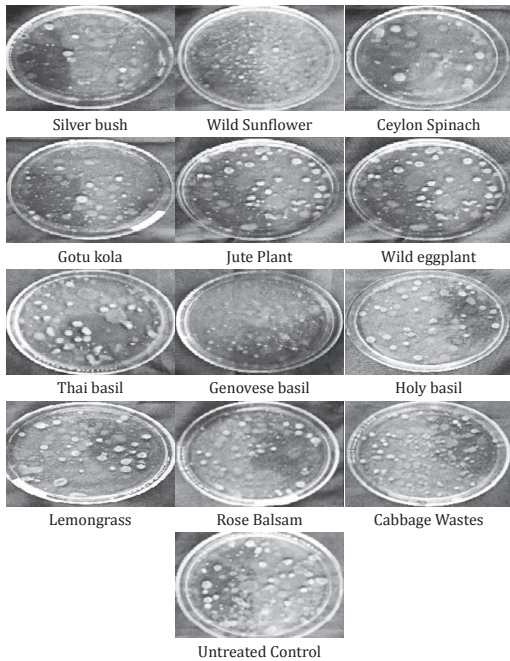 Silver bush
Wild Sunflower
Ceylon Spinach
Gotu kola
Jute Plant
Wild eggplant
Thai basil
Genovese basil
Holy basil
Lemongrass
Rose Balsam
Cabbage Wastes
Untreated Control